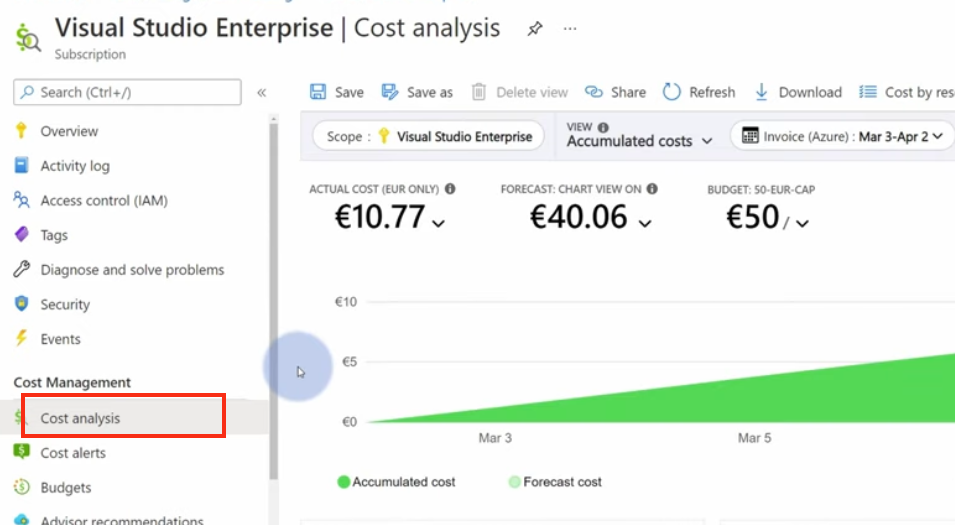 Visual Studio Enterprise | Cost analysis
Subscription
Search (Ctrl+/)
«
Overview
Activity log
Access control (IAM)
Tags
Diagnose and solve problems
Security
Events
Cost Management
Cost analysis
Cost alerts
Budgets
Advisor recommendations
Save Save as Delete view Share Refresh Download Cost by res
Scope : Visual Studio Enterprise
VIEW
Accumulated costs
Invoice (Azure) : Mar 3-Apr 2
ACTUAL COST (EUR ONLY) FORECAST: CHART VIEW ON BUDGET: 50-EUR-CAP
€10.77 €40.06 €50 /
€10
€5
€0
Mar 3 Mar 5
Accumulated cost Forecast cost